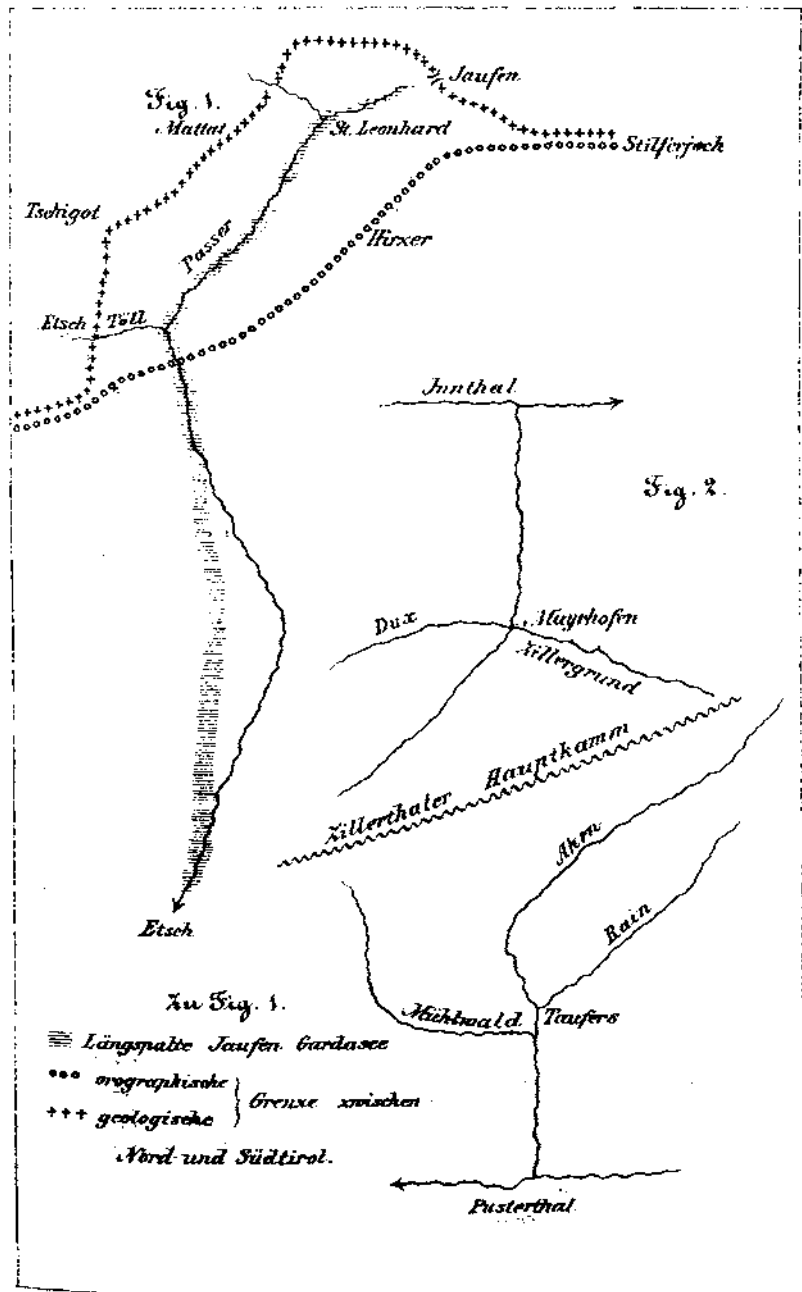 Jaufen
Fig. 1.
Mattat
St. Leonhard
Stilferjoch
Tschigot
Passer
Hirzer
Etsch Töll
Innthal.
Fig. 2.
Dux
Mayrhofen
Zillergrund
Zillerthaler Hauptkamm
Ahrn
Rain
Etsch
Zu Fig. 1.
Mühlwald.
Taufers
Längspalte Jaufen Gardasee
orographische
geologische
Grenze zwischen
Nord und Südtirol.
Pusterthal